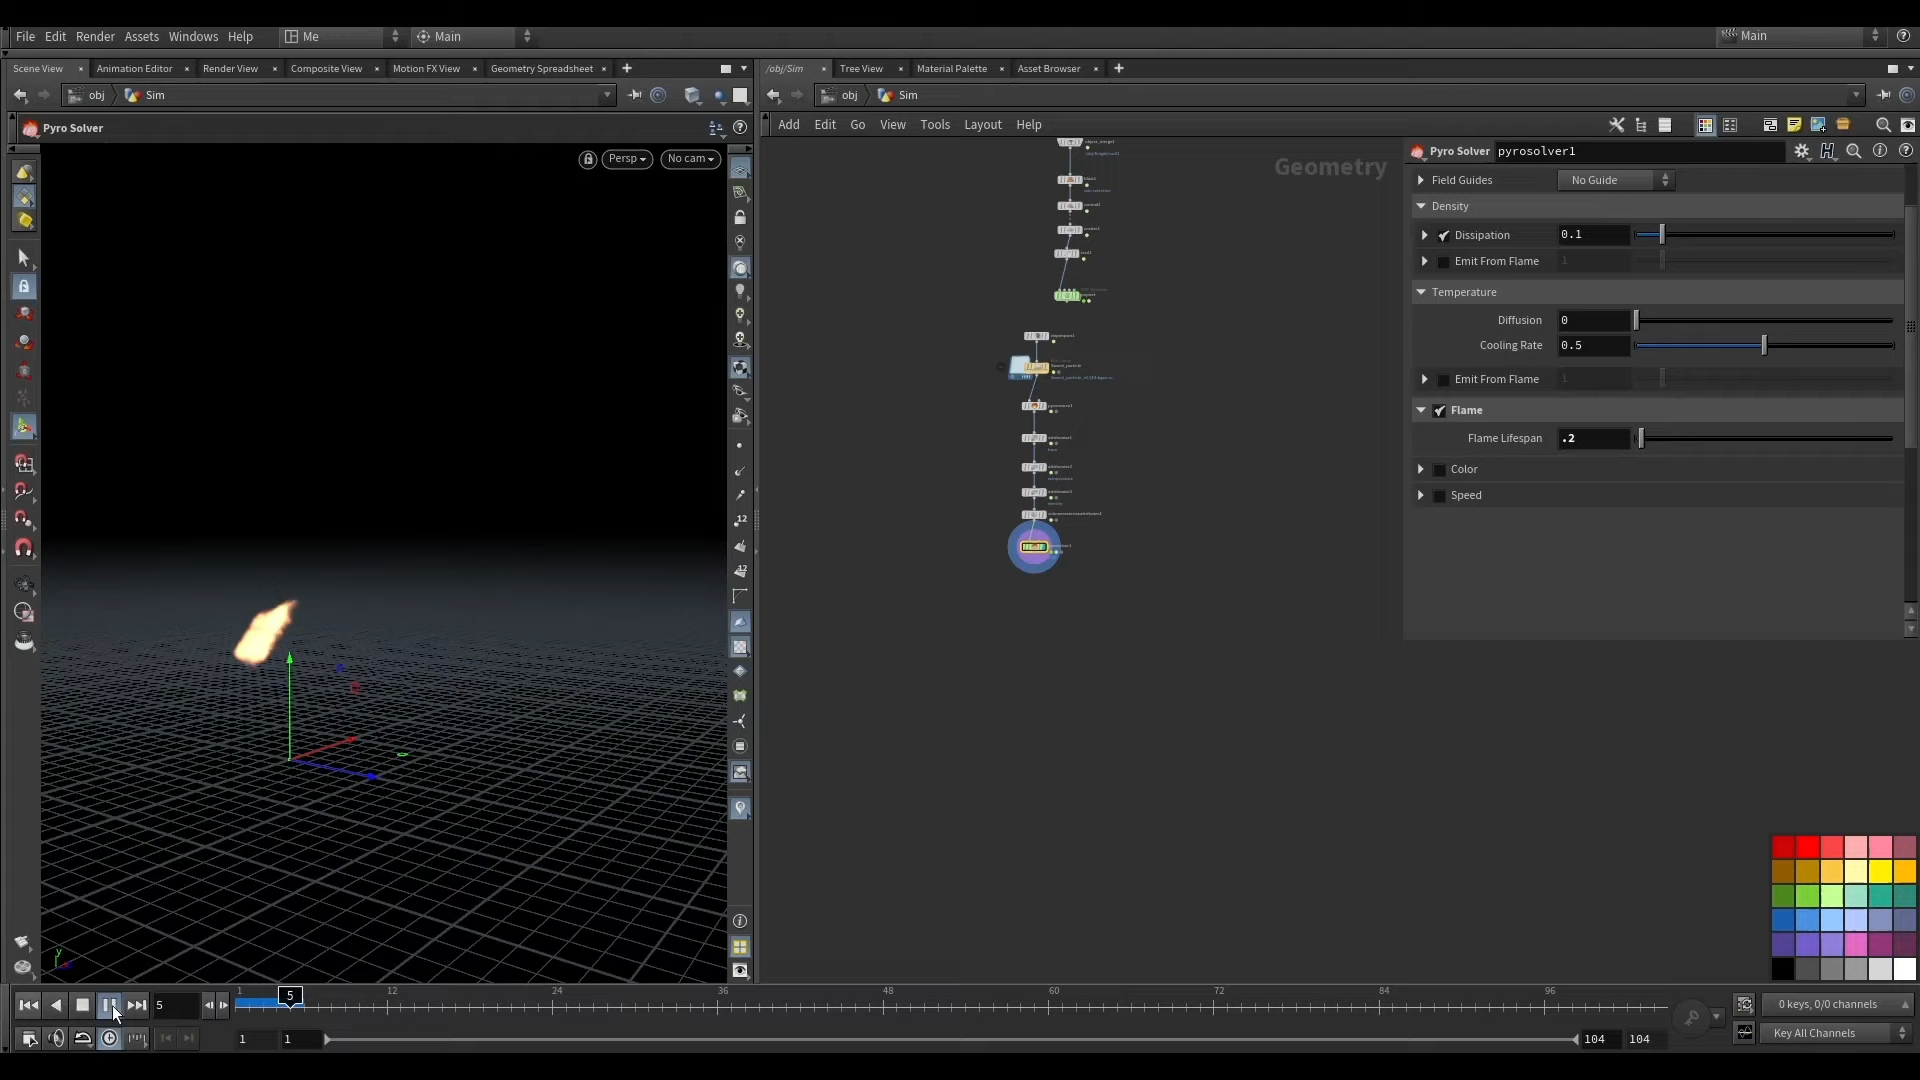 File Edit Render Assets Windows Help Me Main Main
Scene View Animation Editor Render View Composite View Motion FX View Geometry Spreadsheet
/obj/Sim Tree View Material Palette Asset Browser
obj Sim
obj Sim
Pyro Solver
Add Edit Go View Tools Layout Help
Persp No cam
Geometry
Pyro Solver pyrosolver1
Field Guides No Guide
Density
Dissipation 0.1
Emit From Flame 1
Temperature
Diffusion 0
Cooling Rate 0.5
Emit From Flame 1
Flame
Flame Lifespan .2
Color
Speed
12
12
y
5
1 5 12 24 36 48 60 72 84 96
1 1 104 104
0 keys, 0/0 channels
Key All Channels